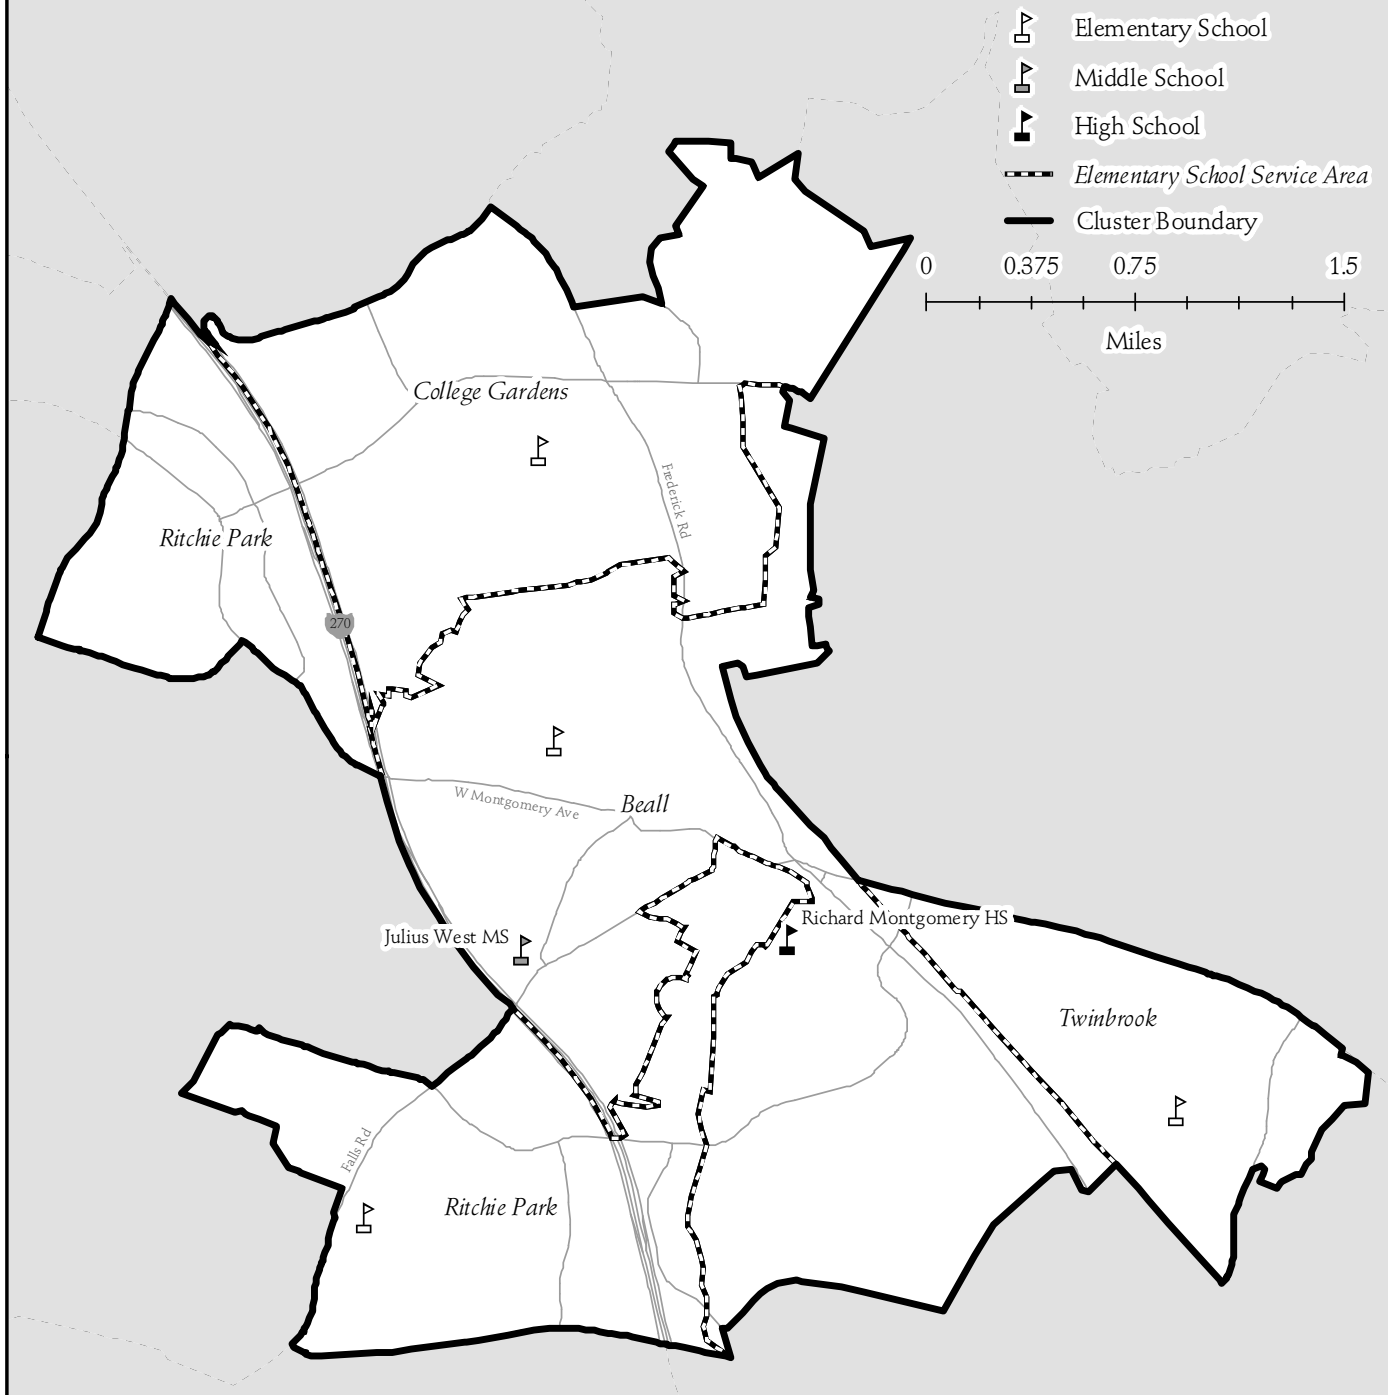 Elementary School
Middle School
High School
Elementary School Service Area
Cluster Boundary
0 0.375 0.75 1.5
Miles
College Gardens
Frederick Rd
Ritchie Park
270
W Montgomery Ave
Beall
Richard Montgomery HS
Julius West MS
Twinbrook
Falls Rd
Ritchie Park